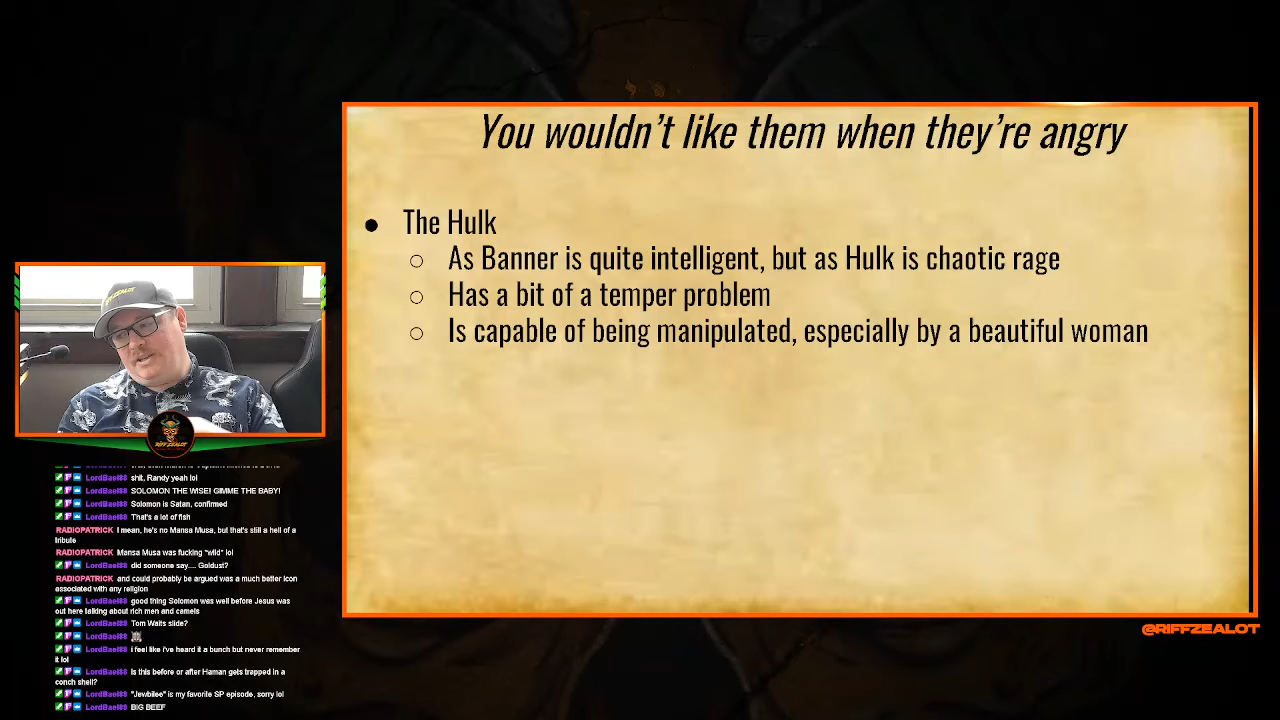 You wouldn't like them when they're angry
● The Hulk
○ As Banner is quite intelligent, but as Hulk is chaotic rage
○ Has a bit of a temper problem
○ Is capable of being manipulated, especially by a beautiful woman
RIFF ZEALOT
LordBael88 shit, Randy yeah lol
LordBael88 SOLOMON THE WISE! GIMME THE BABY!
LordBael88 Solomon is Satan, confirmed
LordBael88 That's a lot of fish
RADIOPATRICK I mean, he's no Mansa Musa, but that's still a hell of a
tribute
RADIOPATRICK Mansa Musa was fucking *wild* lol
LordBael88 did someone say.... Goldust?
RADIOPATRICK and could probably be argued was a much better icon
associated with any religion
LordBael88 good thing Solomon was well before Jesus was
out here talking about rich men and camels
LordBael88 Tom Waits slide?
LordBael88
LordBael88 i feel like i've heard it a bunch but never remember
it lol
LordBael88 Is this before or after Haman gets trapped in a
conch shell?
LordBael88 "Jewbilee" is my favorite SP episode, sorry lol
LordBael88 BIG BEEF
@RIFFZEALOT